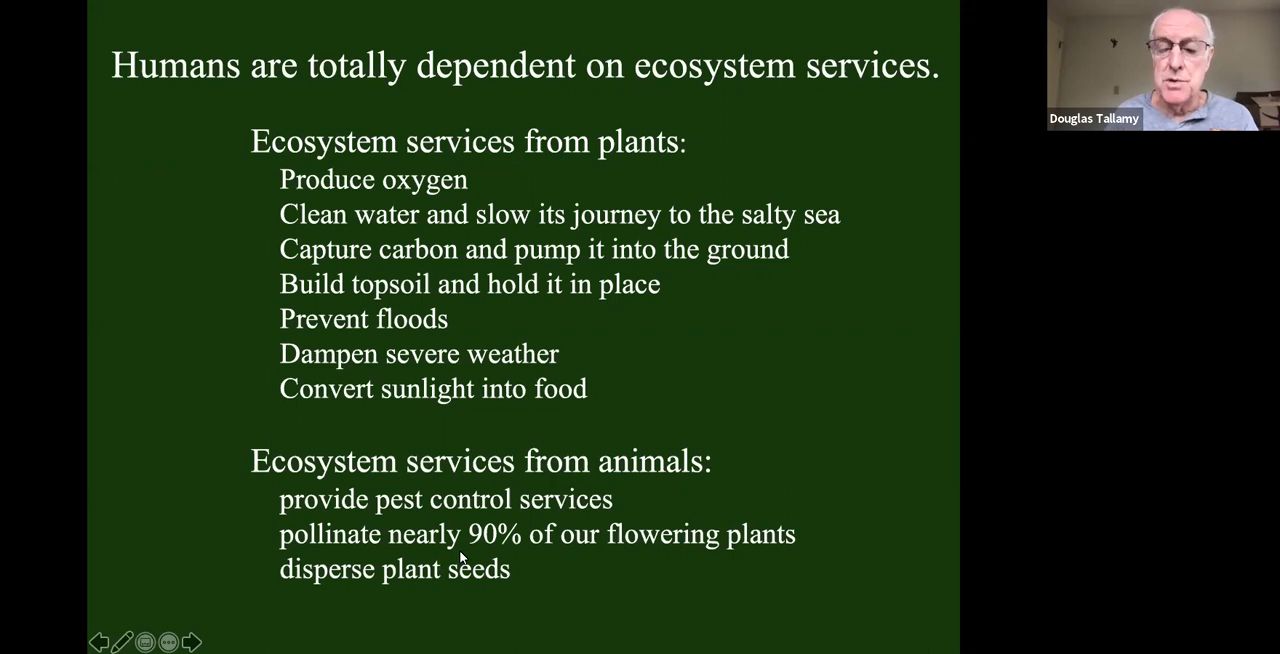 Humans are totally dependent on ecosystem services.
Ecosystem services from plants:
Produce oxygen
Clean water and slow its journey to the salty sea
Capture carbon and pump it into the ground
Build topsoil and hold it in place
Prevent floods
Dampen severe weather
Convert sunlight into food
Ecosystem services from animals:
provide pest control services
pollinate nearly 90% of our flowering plants
disperse plant seeds
Douglas Tallamy